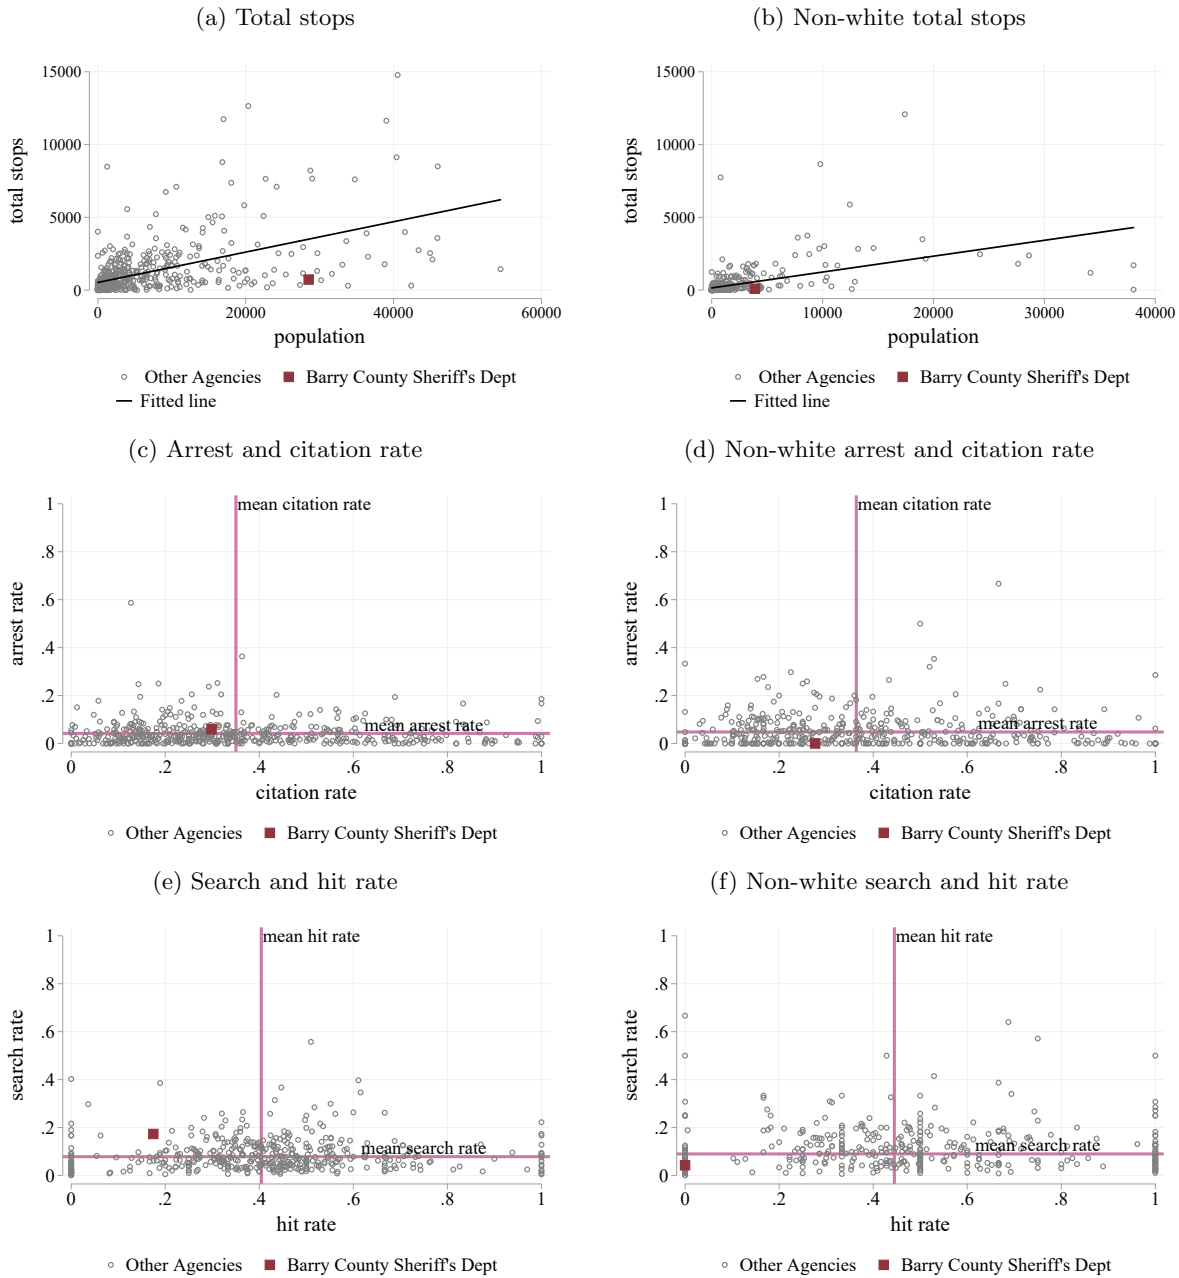 (a) Total stops
(b) Non-white total stops
15000
10000
5000
0
total stops
0 20000 40000 60000
population
Other Agencies Barry County Sheriff's Dept
Fitted line
15000
10000
5000
0
total stops
0 10000 20000 30000 40000
population
Other Agencies Barry County Sheriff's Dept
Fitted line
(c) Arrest and citation rate
(d) Non-white arrest and citation rate
1
.8
.6
.4
.2
0
arrest rate
mean citation rate
mean arrest rate
0 .2 .4 .6 .8 1
citation rate
Other Agencies Barry County Sheriff's Dept
1
.8
.6
.4
.2
0
arrest rate
mean citation rate
mean arrest rate
0 .2 .4 .6 .8 1
citation rate
Other Agencies Barry County Sheriff's Dept
(e) Search and hit rate
(f) Non-white search and hit rate
1
.8
.6
.4
.2
0
search rate
mean hit rate
mean search rate
0 .2 .4 .6 .8 1
hit rate
Other Agencies Barry County Sheriff's Dept
1
.8
.6
.4
.2
0
search rate
mean hit rate
mean search rate
0 .2 .4 .6 .8 1
hit rate
Other Agencies Barry County Sheriff's Dept